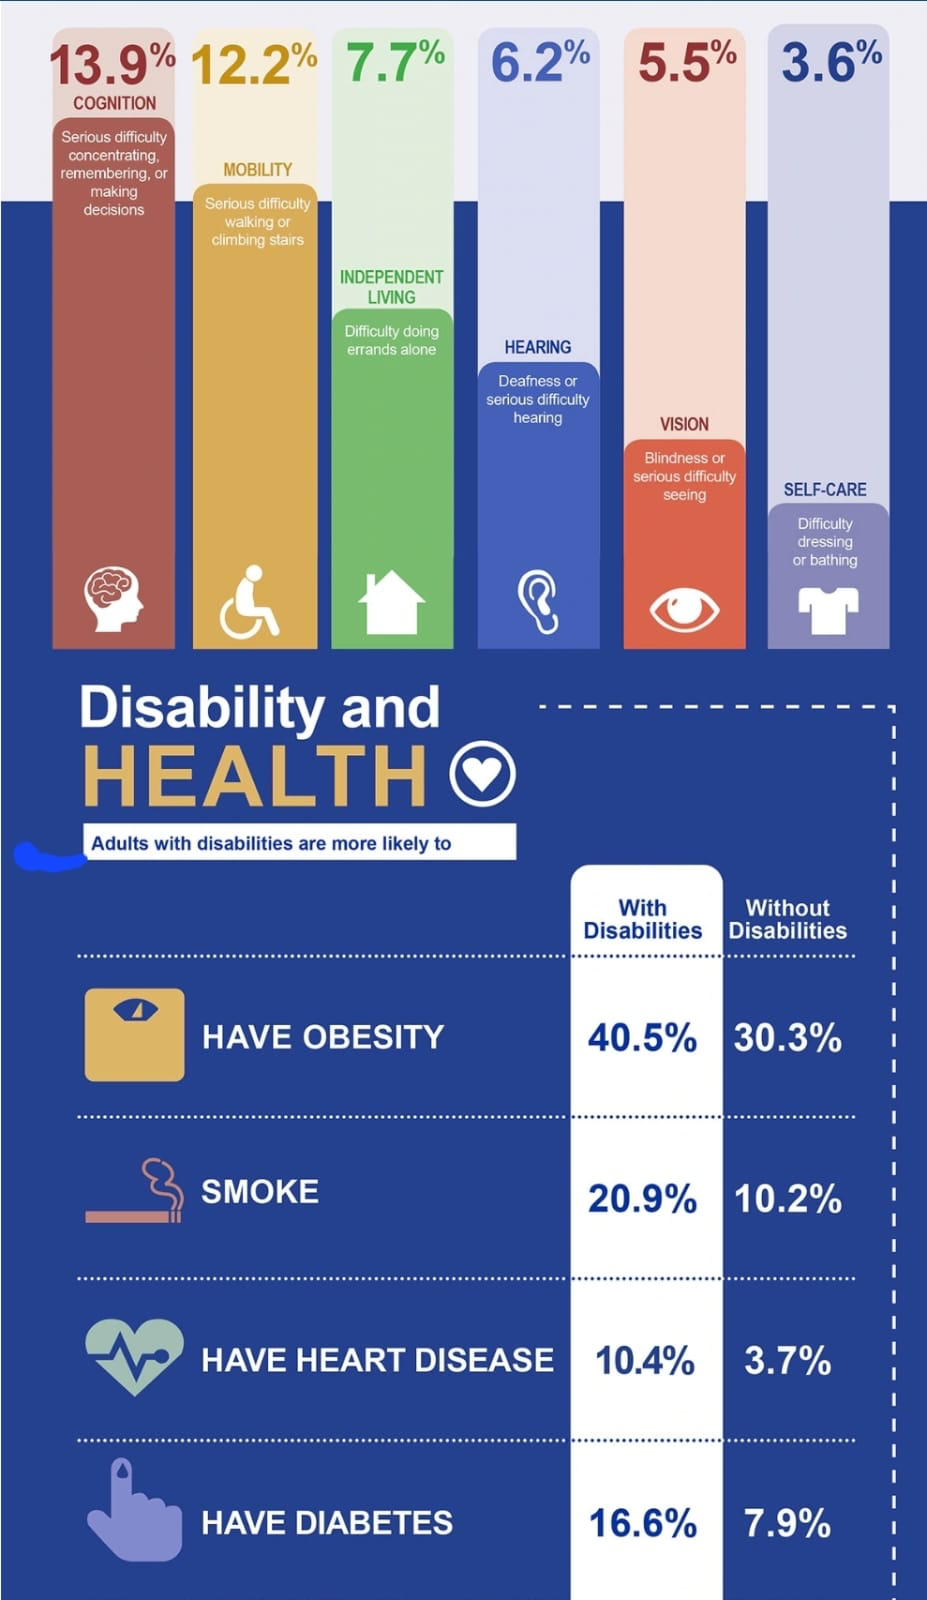 13.9%
COGNITION
Serious difficulty
concentrating,
remembering, or
making
decisions
12.2%
MOBILITY
Serious difficulty
walking or
climbing stairs
7.7%
INDEPENDENT
LIVING
Difficulty doing
errands alone
6.2%
HEARING
Deafness or
serious difficulty
hearing
5.5%
VISION
Blindness or
serious difficulty
seeing
3.6%
SELF-CARE
Difficulty
dressing
or bathing
Disability and
HEALTH
Adults with disabilities are more likely to
With
Disabilities
Without
Disabilities
HAVE OBESITY 40.5% 30.3%
SMOKE 20.9% 10.2%
HAVE HEART DISEASE 10.4% 3.7%
HAVE DIABETES 16.6% 7.9%